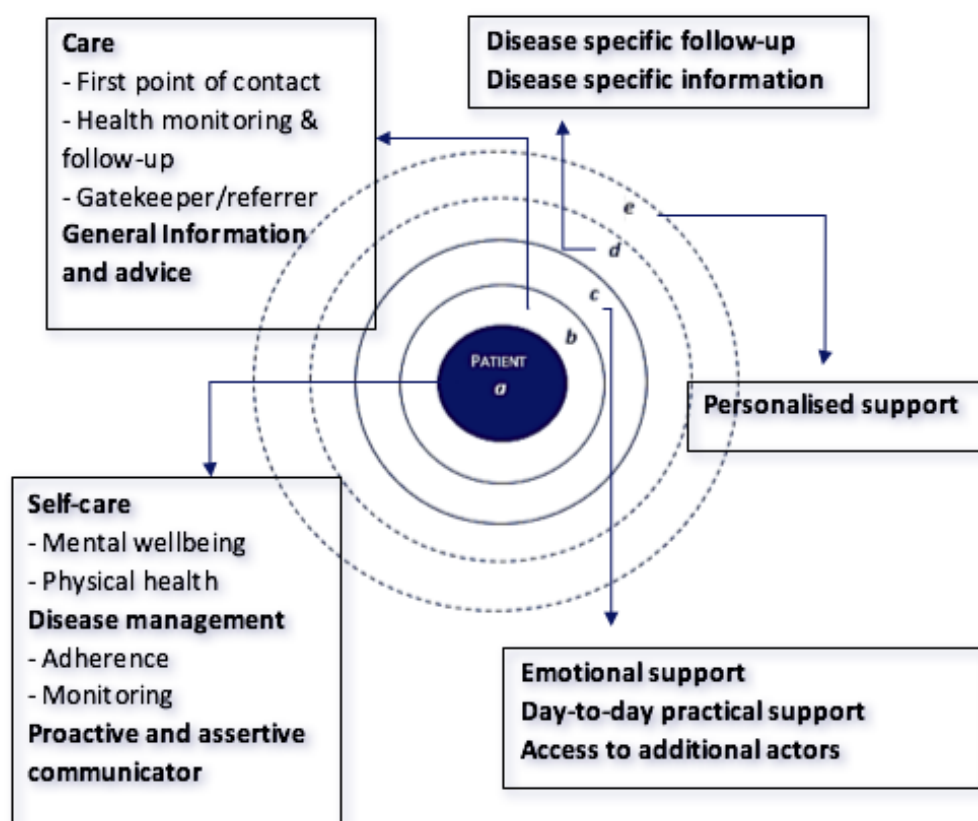 Care
- First point of contact
- Health monitoring &
follow-up
- Gatekeeper/referrer
General Information
and advice
Disease specific follow-up
Disease specific information
e
d
c
b
PATIENT
a
Personalised support
Self-care
- Mental wellbeing
- Physical health
Disease management
- Adherence
- Monitoring
Proactive and assertive
communicator
Emotional support
Day-to-day practical support
Access to additional actors